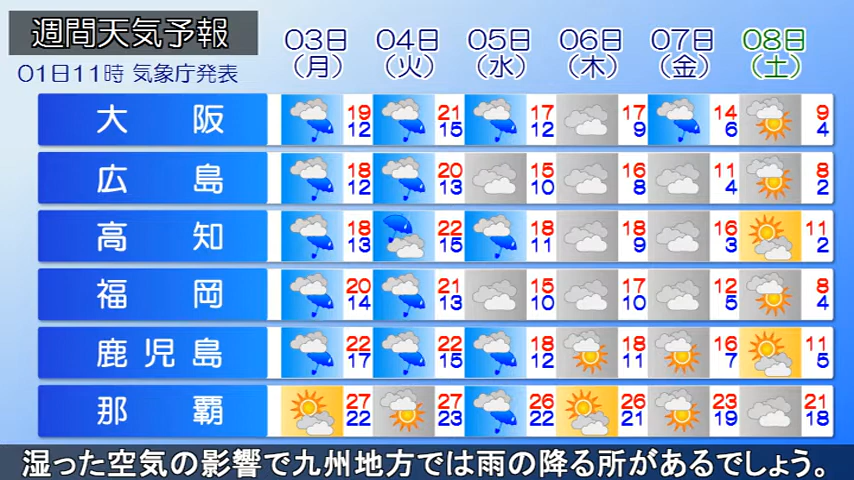 週間天気予報
01日11時 気象庁発表
03日 04日 05日 06日 07日 08日
(月) (火) (水) (木) (金) (土)
大阪 19 12 21 15 17 12 17 9 14 6 9 4
広島 18 12 20 13 15 10 16 8 11 4 8 2
高知 18 13 22 15 18 11 18 9 16 3 11 2
福岡 20 14 21 13 15 10 17 10 12 5 8 4
鹿児島 22 17 22 15 18 12 18 11 16 7 11 5
那覇 27 22 27 23 26 22 26 21 23 19 21 18
湿った空気の影響で九州地方では雨の降る所があるでしょう。